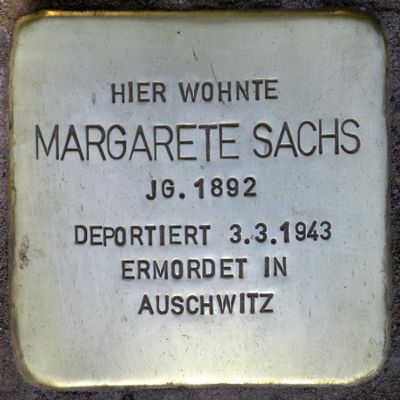 HIER WOHNTE
MARGARETE SACHS
JG. 1892
DEPORTIERT 3.3.1943
ERMORDET IN
AUSCHWITZ